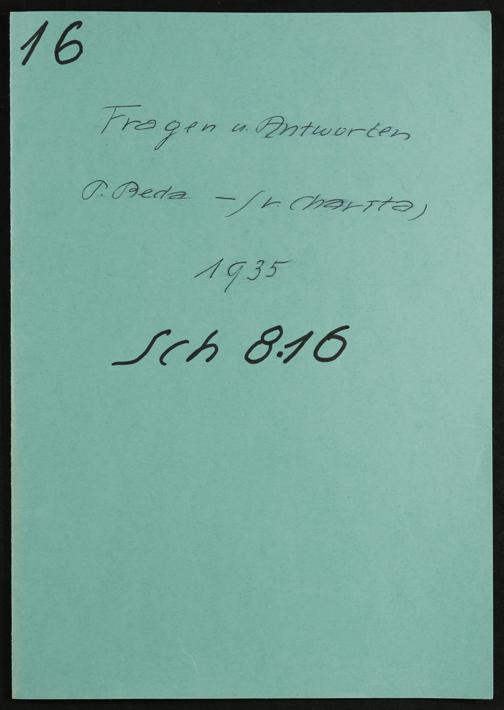 16
Fragen u. Antworten
P. Beda - Sr. Charitas
1935
Sch 8.16